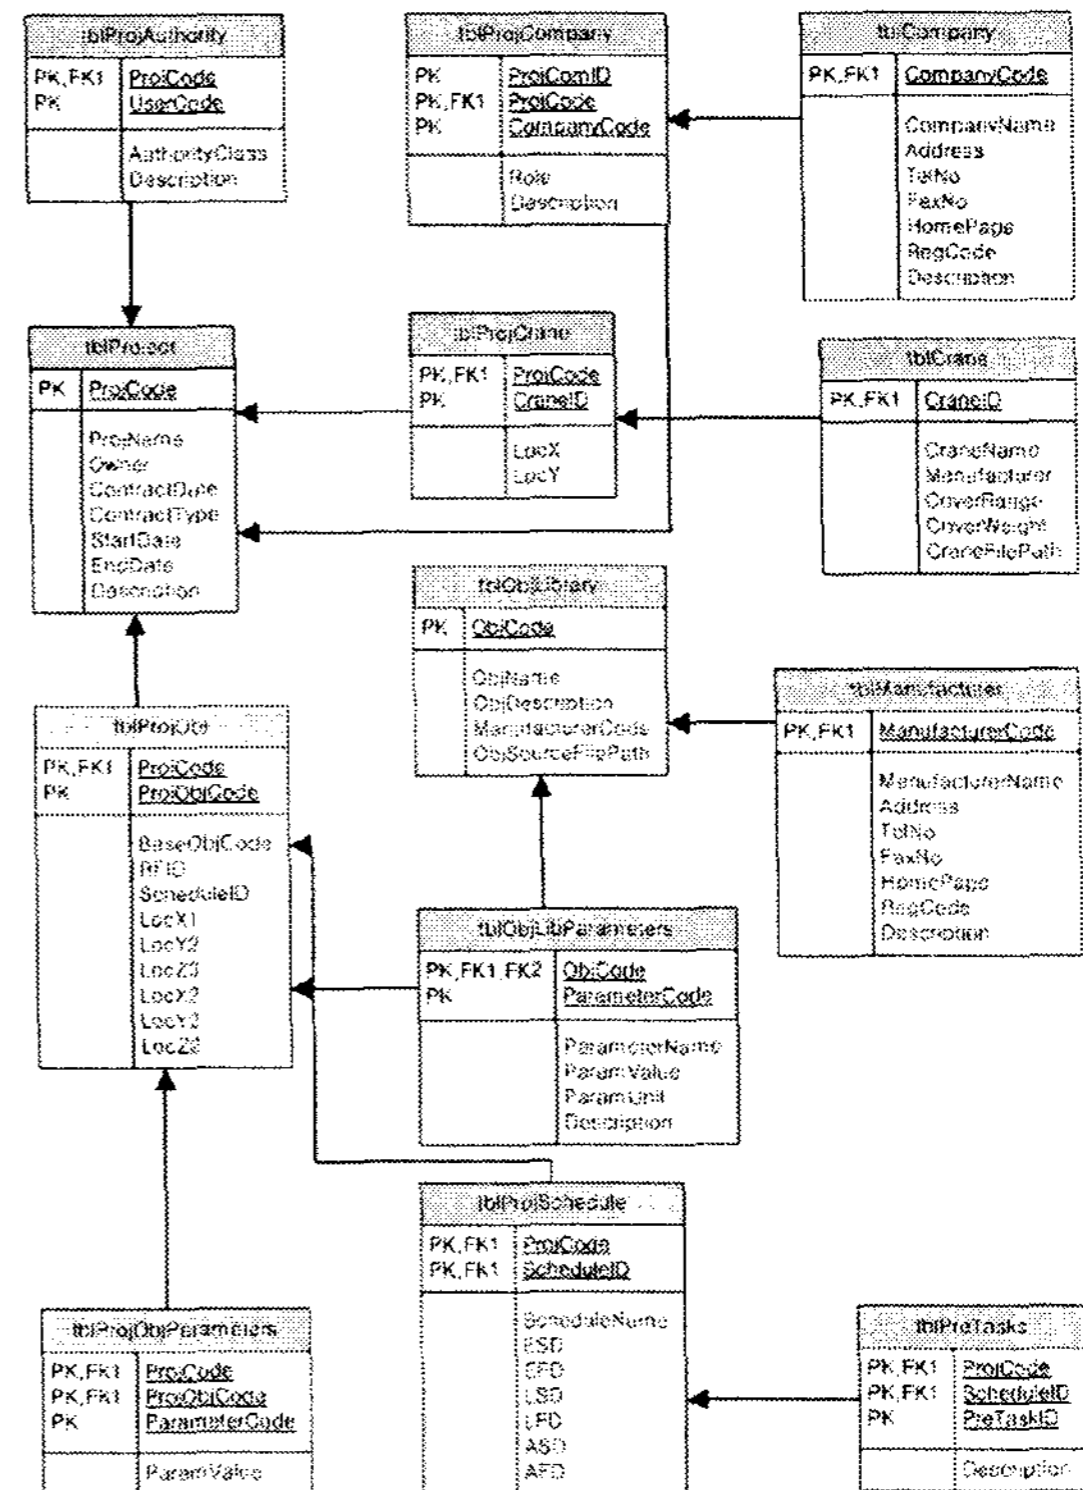 tblProjAuthority
PK,FK1 ProjCode
PK UserCode
AuthorityClass
Description
tblProjCompany
PK ProjComID
PK,FK1 ProjCode
PK CompanyCode
Role
Description
tblCompany
PK,FK1 CompanyCode
CompanyName
Address
TelNo
FaxNo
HomePage
RegCode
Description
tblProject
PK ProjCode
ProjName
Owner
ContractDate
ContractType
StartDate
EndDate
Description
tblProjCrane
PK,FK1 ProjCode
PK CraneID
LocX
LocY
tblCrane
PK,FK1 CraneID
CraneName
Manufacturer
CoverRange
CoverWeight
CraneFilePath
tblObjLibrary
PK ObjCode
ObjName
ObjDescription
ManufacturerCode
ObjSourceFilePath
tblManufacturer
PK,FK1 ManufacturerCode
ManufacturerName
Address
TelNo
FaxNo
HomePage
RegCode
Description
tblProjObj
PK,FK1 ProjCode
PK ProjObjCode
BaseObjCode
RFID
ScheduleID
LocX1
LocY2
LocZ3
LocX2
LocY2
LocZ2
tblObjLibParameters
PK,FK1,FK2 ObjCode
PK ParameterCode
ParameterName
ParamValue
ParamUnit
Description
tblProjSchedule
PK,FK1 ProjCode
PK,FK1 ScheduleID
ScheduleName
ESD
EFD
LSD
LFD
ASD
AFD
tblProjObjParameters
PK,FK1 ProjCode
PK,FK1 ProjObjCode
PK ParameterCode
ParamValue
tblPreTasks
PK,FK1 ProjCode
PK,FK1 ScheduleID
PK PreTaskID
Description